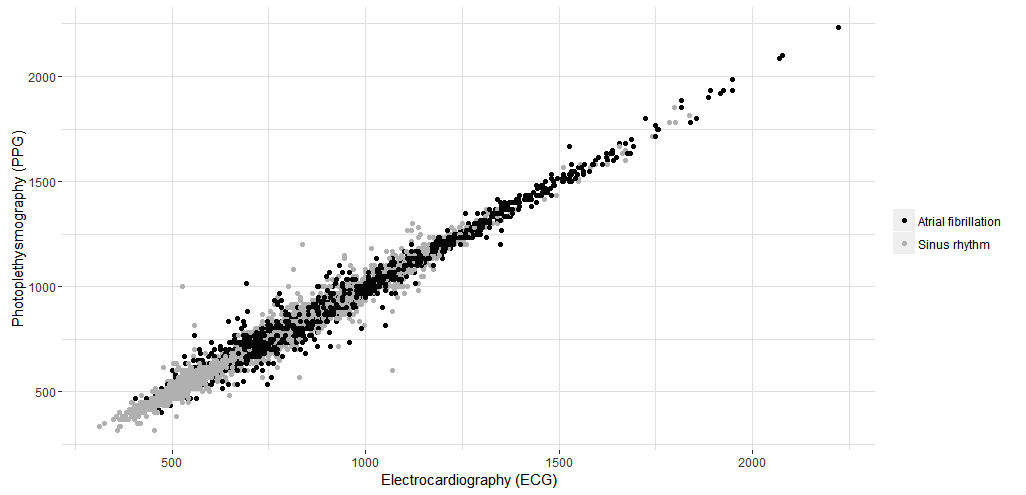 2000
1500
1000
500
Photoplethysmography (PPG)
500 1000 1500 2000
Electrocardiography (ECG)
Atrial fibrillation
Sinus rhythm